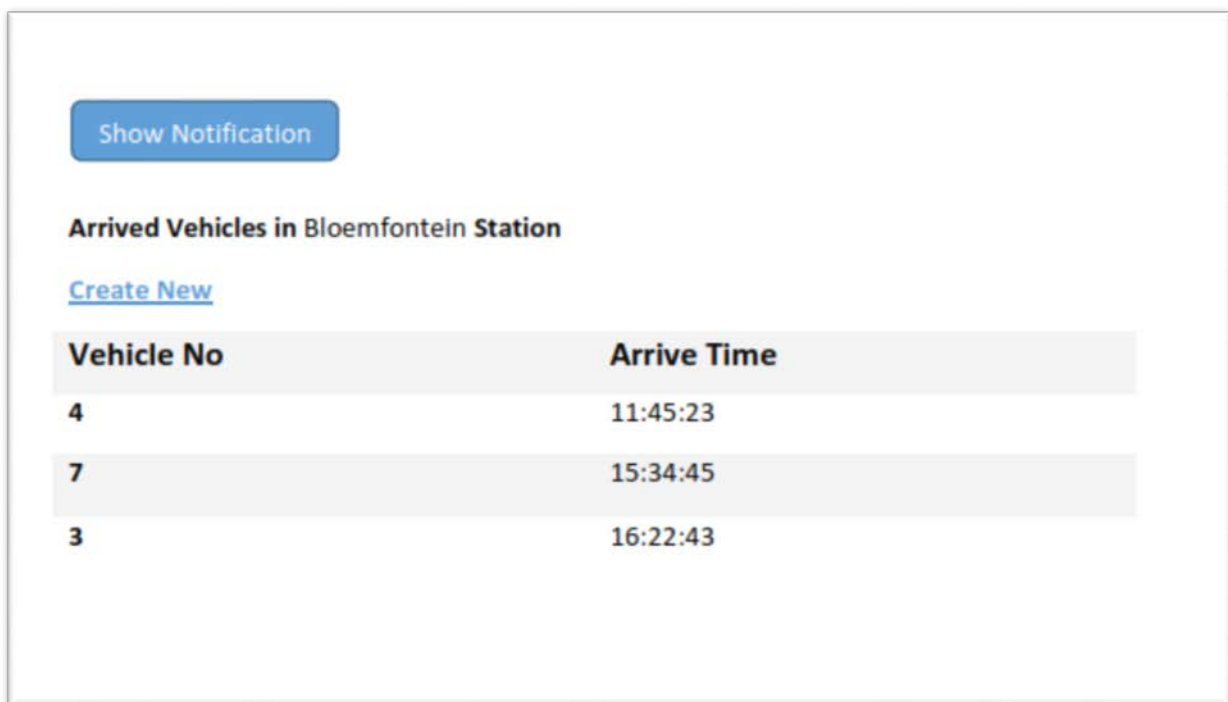 Show Notification
Arrived Vehicles in Bloemfontein Station
Create New
Vehicle No Arrive Time
4 11:45:23
7 15:34:45
3 16:22:43